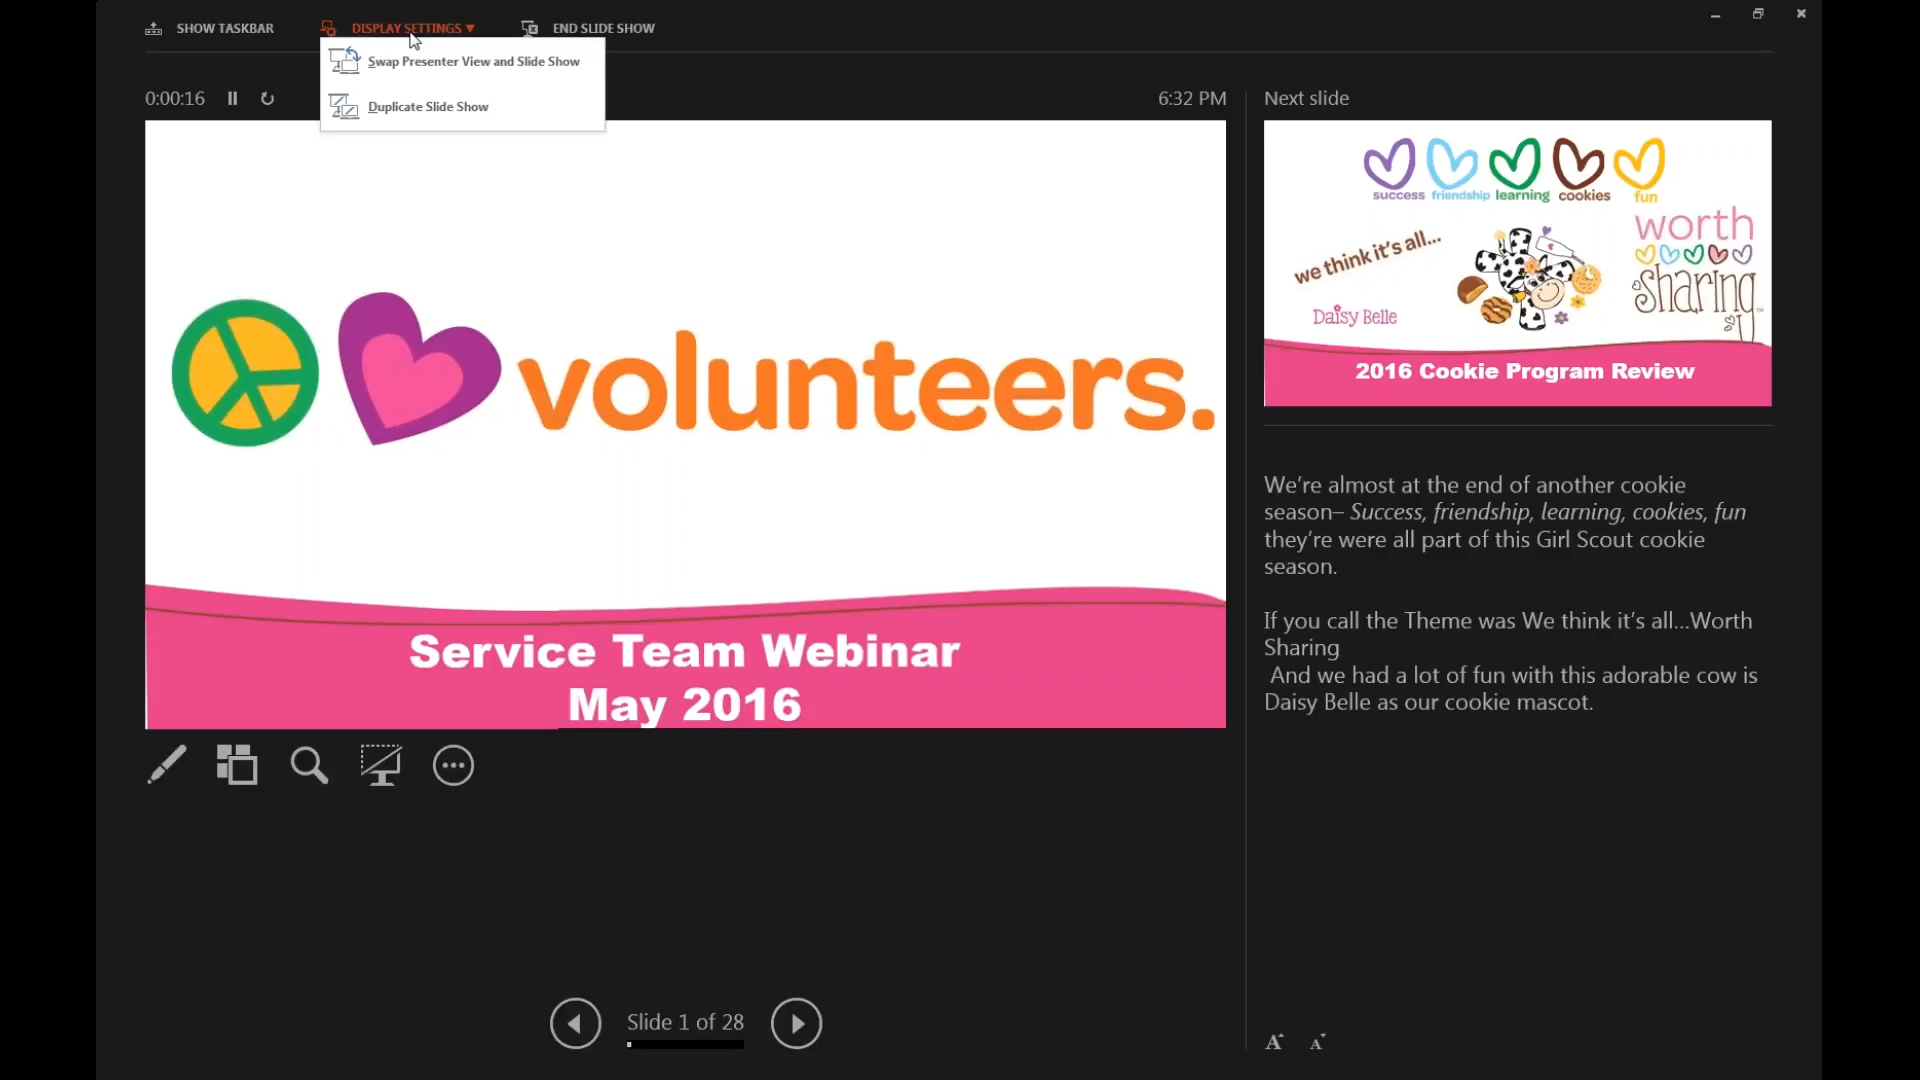 SHOW TASKBAR
DISPLAY SETTINGS ▼
END SLIDE SHOW
Swap Presenter View and Slide Show
Duplicate Slide Show
0:00:16
6:32 PM
volunteers.
Service Team Webinar
May 2016
Next slide
success friendship learning cookies fun
we think it's all...
Daisy Belle
worth
sharing
2016 Cookie Program Review
We're almost at the end of another cookie
season– Success, friendship, learning, cookies, fun
they're were all part of this Girl Scout cookie
season.
If you call the Theme was We think it's all...Worth
Sharing
And we had a lot of fun with this adorable cow is
Daisy Belle as our cookie mascot.
Slide 1 of 28
A A